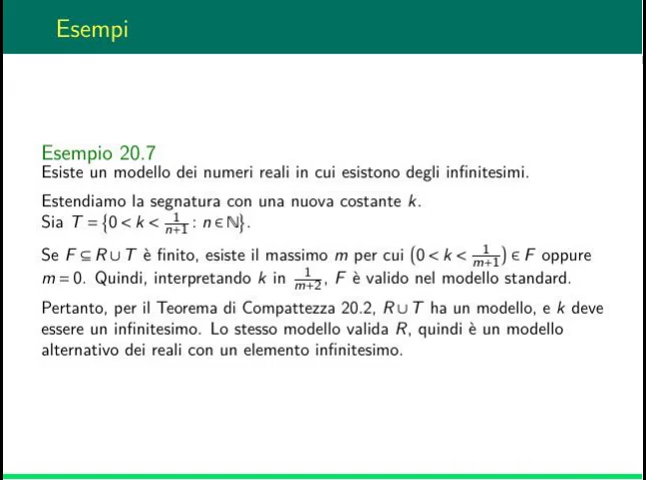 Esempi
Esempio 20.7
Esiste un modello dei numeri reali in cui esistono degli infinitesimi.
Estendiamo la segnatura con una nuova costante k.
Sia T = {0 < k < 1/(n+1) : n ∈ ℕ}.
Se F ⊆ R ∪ T è finito, esiste il massimo m per cui (0 < k < 1/(m+1)) ∈ F oppure
m = 0. Quindi, interpretando k in 1/(m+2), F è valido nel modello standard.
Pertanto, per il Teorema di Compattezza 20.2, R ∪ T ha un modello, e k deve
essere un infinitesimo. Lo stesso modello valida R, quindi è un modello
alternativo dei reali con un elemento infinitesimo.